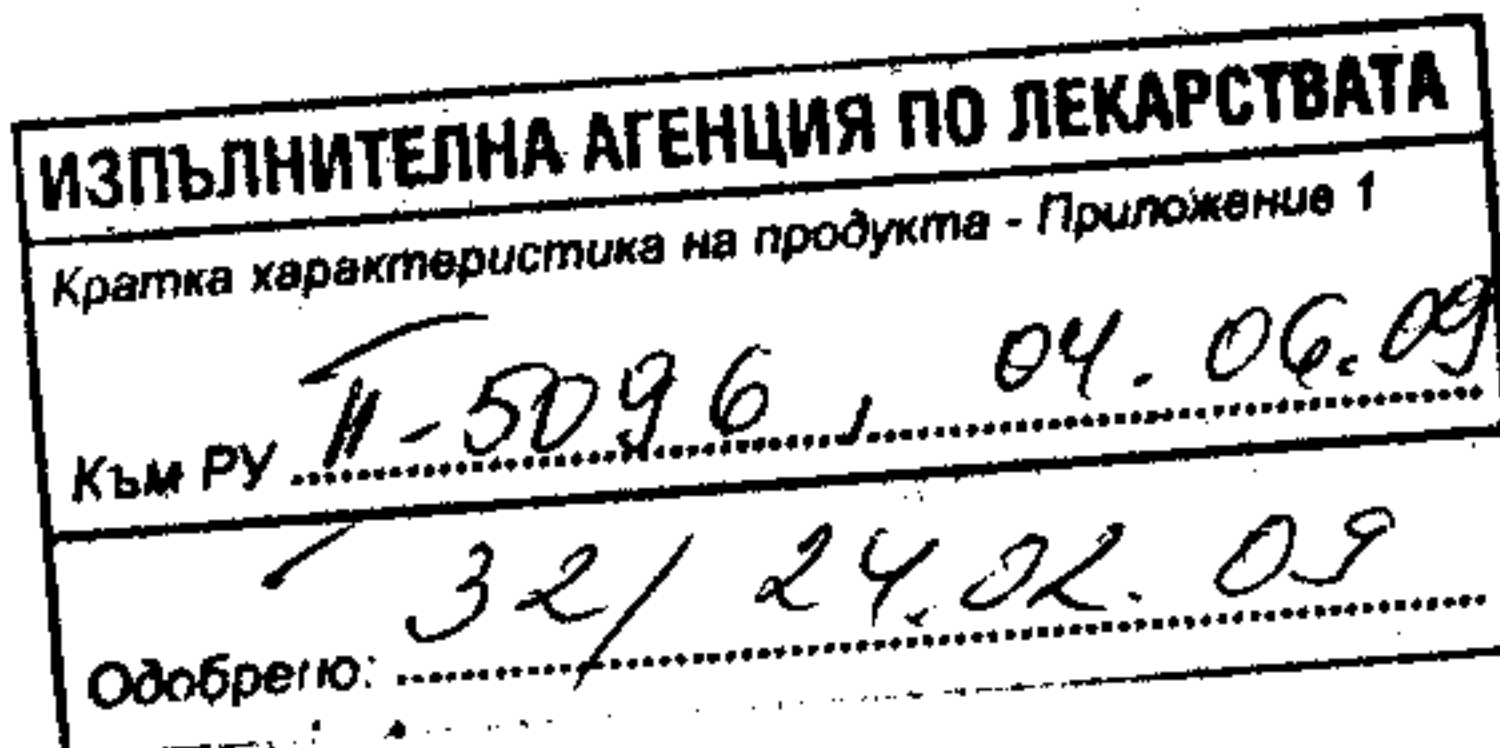 ИЗПЪЛНИТЕЛНА АГЕНЦИЯ ПО ЛЕКАРСТВАТА
Кратка характеристика на продукта - Приложение 1
Към РУ II-5096, 04.06.09
Одобрено: 32/24.02.09